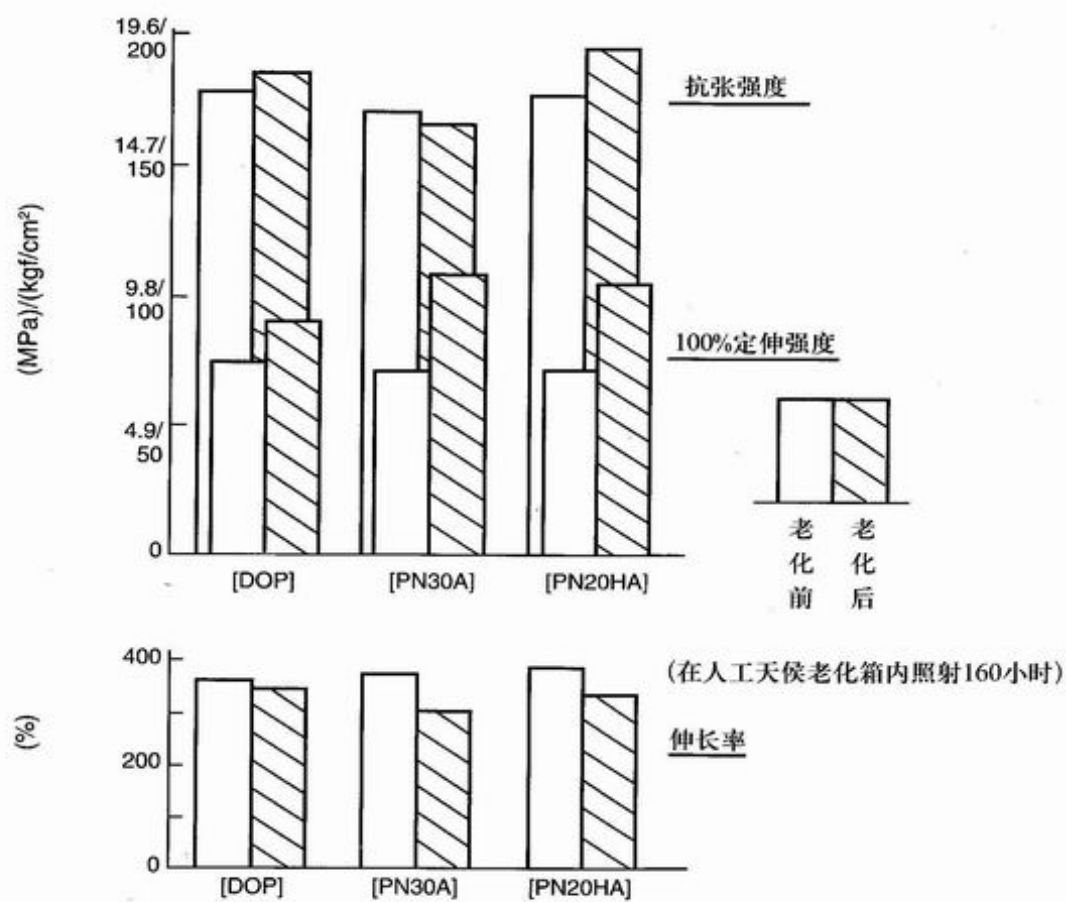 19.6/
200
抗张强度
14.7/
150
(MPa)/(kgf/cm²)
9.8/
100
100%定伸强度
4.9/
50
0
[DOP] [PN30A] [PN20HA]
老化前
老化后
400
(在人工天侯老化箱内照射160小时)
(%)
伸长率
200
0
[DOP] [PN30A] [PN20HA]